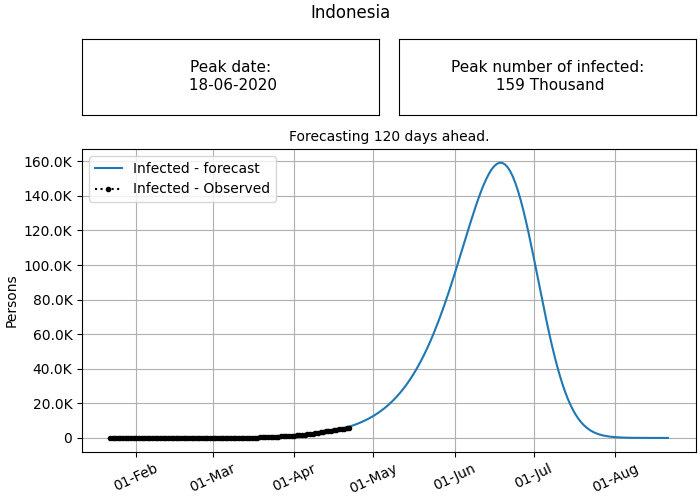 Indonesia
Peak date:
18-06-2020
Peak number of infected:
159 Thousand
Forecasting 120 days ahead.
Infected - forecast
Infected - Observed
Persons
160.0K
140.0K
120.0K
100.0K
80.0K
60.0K
40.0K
20.0K
0
01-Feb
01-Mar
01-Apr
01-May
01-Jun
01-Jul
01-Aug